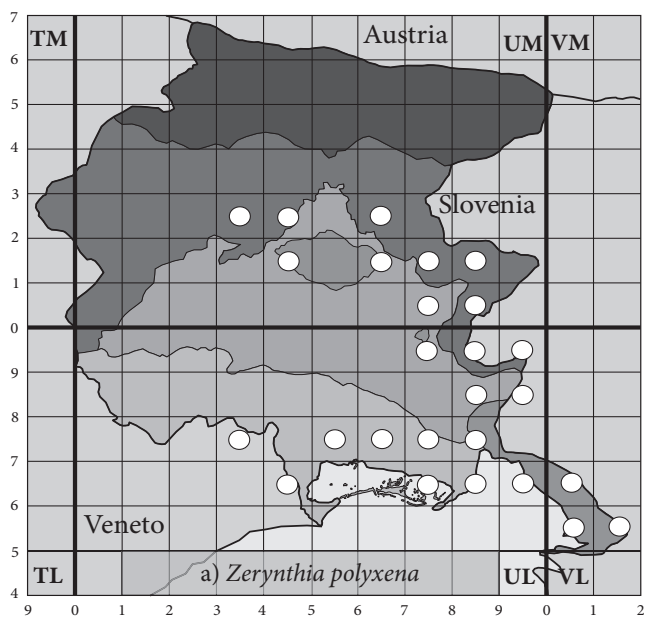 7
TM
Austria
UM
VM
6
5
4
3
Slovenia
2
1
0
9
8
7
6
Veneto
5
TL
a) Zerynthia polyxena
UL
VL
4
9 0 1 2 3 4 5 6 7 8 9 0 1 2